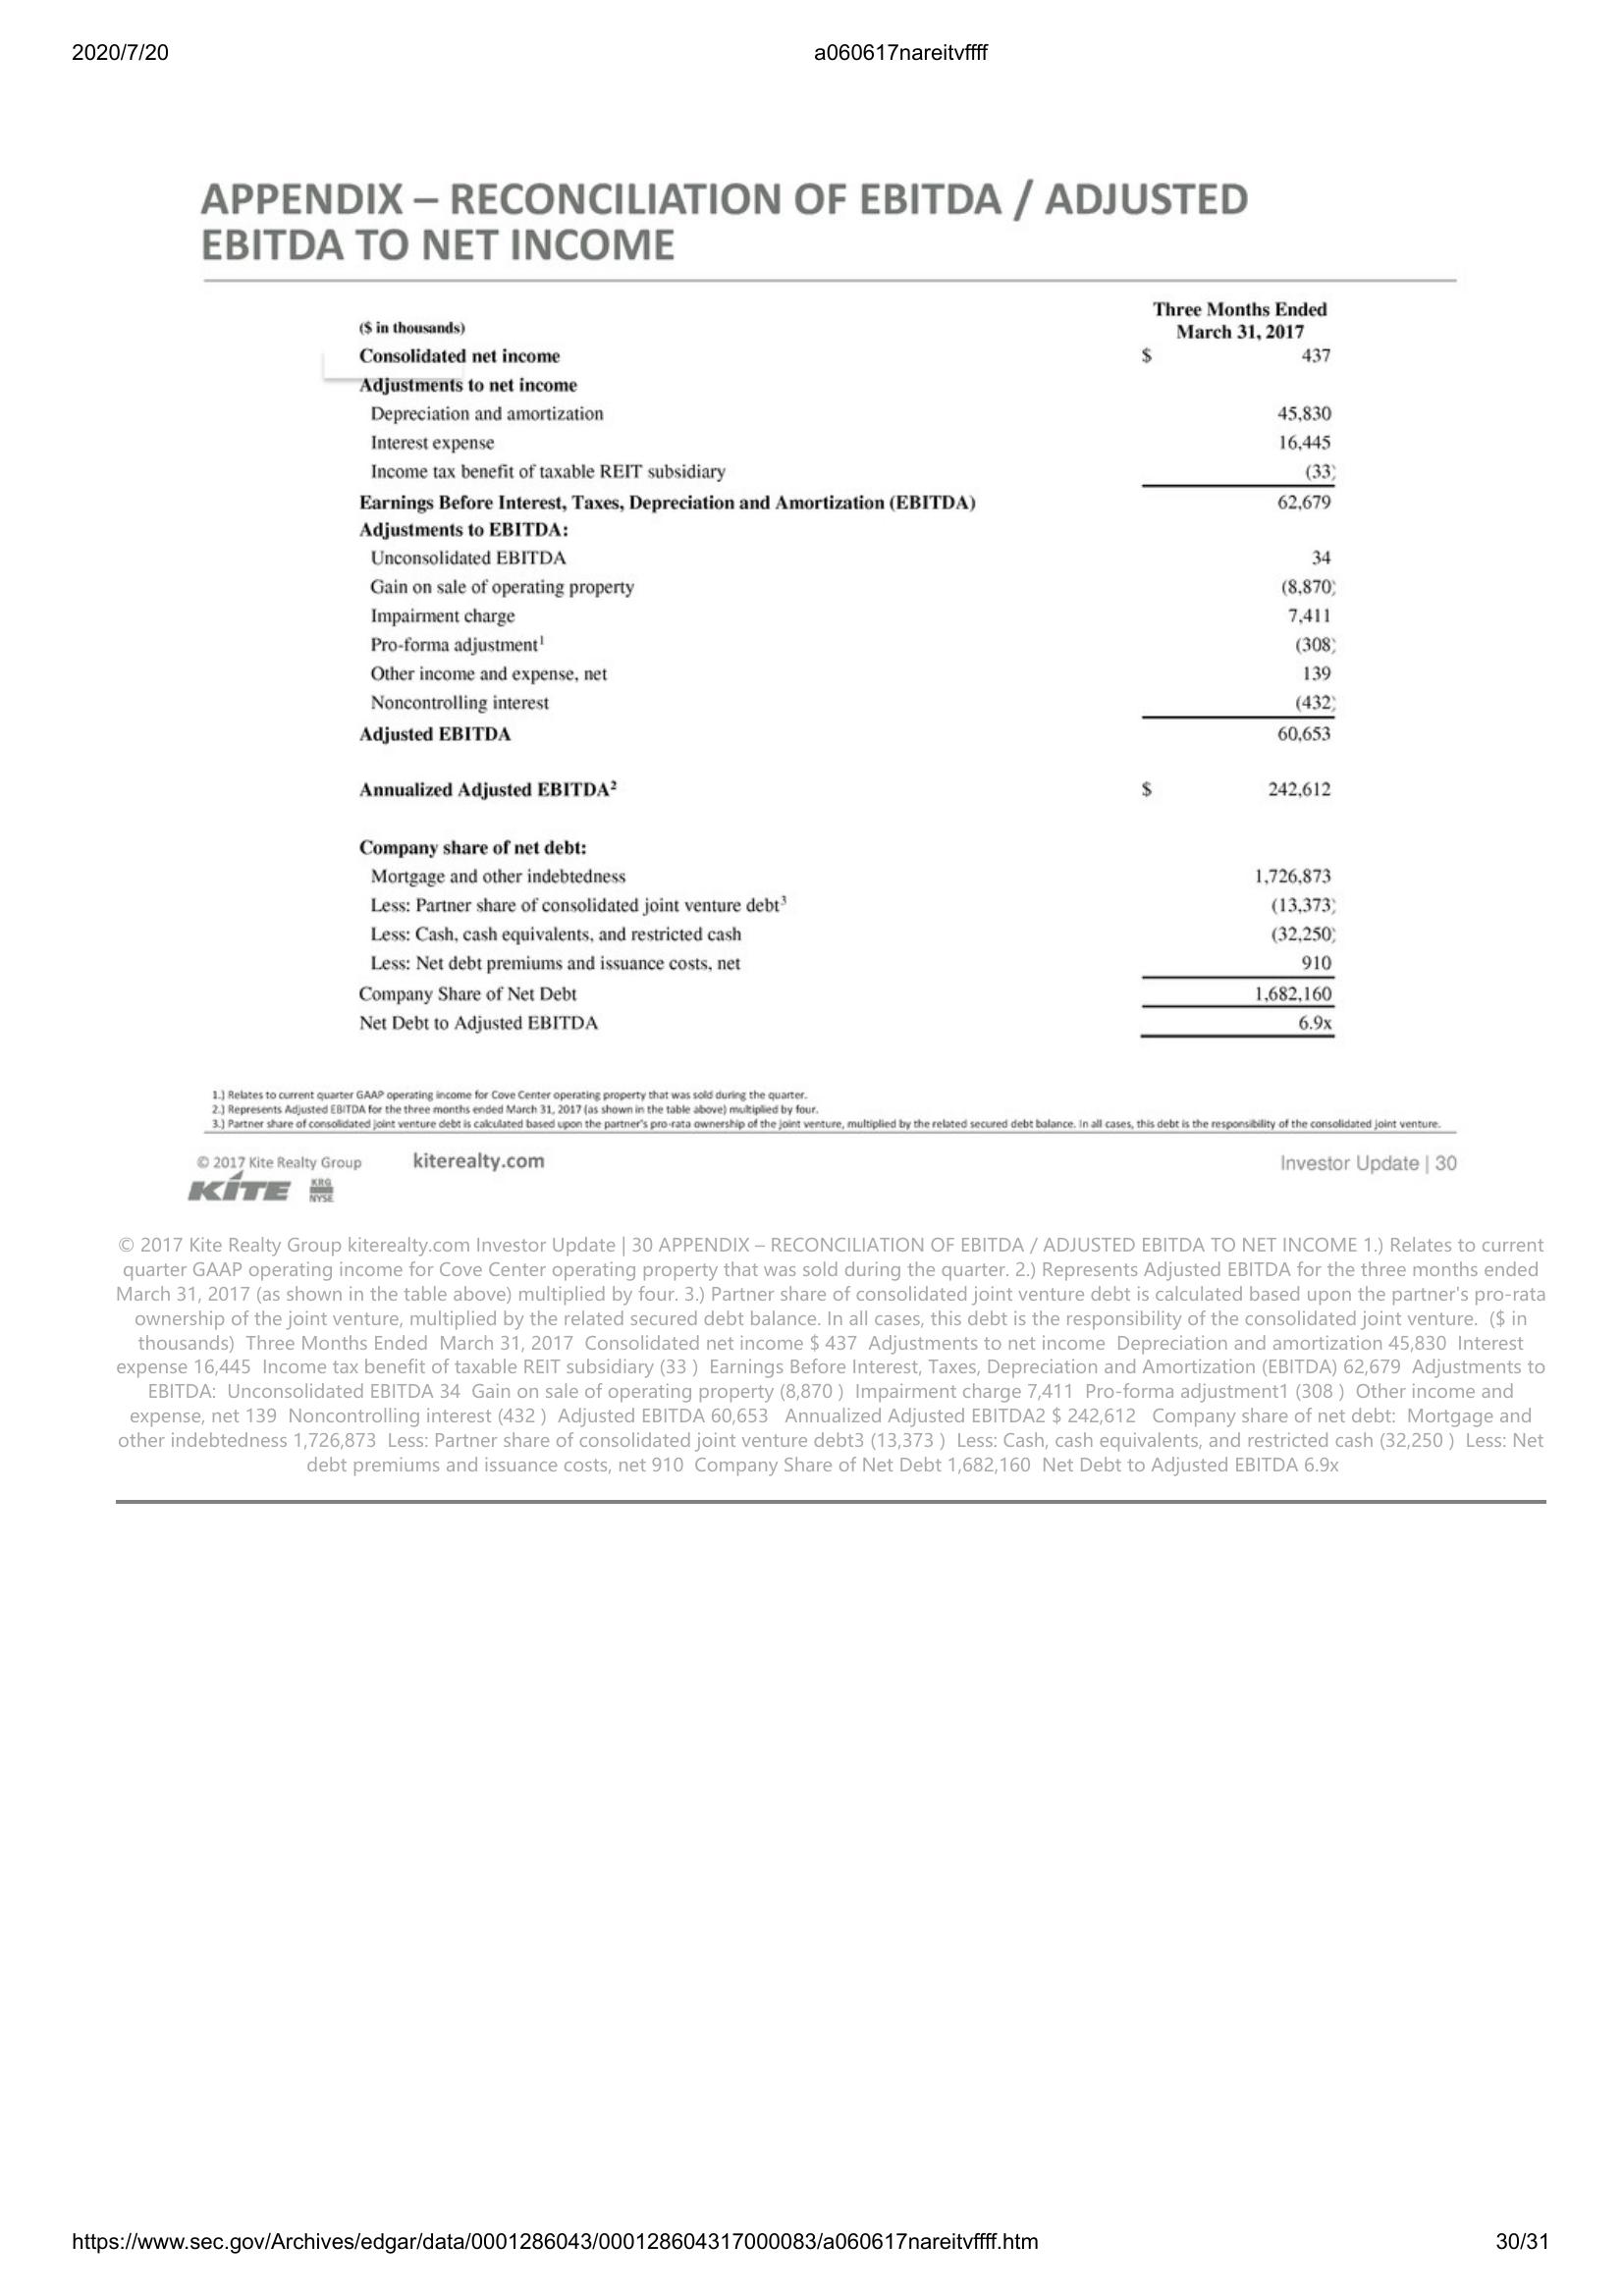 2020/7/20 a060617nareitvffff
APPENDIX – RECONCILIATION OF EBITDA / ADJUSTED
EBITDA TO NET INCOME
($ in thousands) Three Months Ended
March 31, 2017
Consolidated net income $ 437
Adjustments to net income
Depreciation and amortization 45,830
Interest expense 16,445
Income tax benefit of taxable REIT subsidiary (33)
Earnings Before Interest, Taxes, Depreciation and Amortization (EBITDA) 62,679
Adjustments to EBITDA:
Unconsolidated EBITDA 34
Gain on sale of operating property (8,870)
Impairment charge 7,411
Pro-forma adjustment1 (308)
Other income and expense, net 139
Noncontrolling interest (432)
Adjusted EBITDA 60,653
Annualized Adjusted EBITDA2 $ 242,612
Company share of net debt:
Mortgage and other indebtedness 1,726,873
Less: Partner share of consolidated joint venture debt3 (13,373)
Less: Cash, cash equivalents, and restricted cash (32,250)
Less: Net debt premiums and issuance costs, net 910
Company Share of Net Debt 1,682,160
Net Debt to Adjusted EBITDA 6.9x
1.) Relates to current quarter GAAP operating income for Cove Center operating property that was sold during the quarter.
2.) Represents Adjusted EBITDA for the three months ended March 31, 2017 (as shown in the table above) multiplied by four.
3.) Partner share of consolidated joint venture debt is calculated based upon the partner's pro-rata ownership of the joint venture, multiplied by the related secured debt balance. In all cases, this debt is the responsibility of the consolidated joint venture.
© 2017 Kite Realty Group kiterealty.com Investor Update | 30
KITE KRG NYSE
© 2017 Kite Realty Group kiterealty.com Investor Update | 30 APPENDIX – RECONCILIATION OF EBITDA / ADJUSTED EBITDA TO NET INCOME 1.) Relates to current
quarter GAAP operating income for Cove Center operating property that was sold during the quarter. 2.) Represents Adjusted EBITDA for the three months ended
March 31, 2017 (as shown in the table above) multiplied by four. 3.) Partner share of consolidated joint venture debt is calculated based upon the partner's pro-rata
ownership of the joint venture, multiplied by the related secured debt balance. In all cases, this debt is the responsibility of the consolidated joint venture. ($ in
thousands) Three Months Ended March 31, 2017 Consolidated net income $ 437 Adjustments to net income Depreciation and amortization 45,830 Interest
expense 16,445 Income tax benefit of taxable REIT subsidiary (33 ) Earnings Before Interest, Taxes, Depreciation and Amortization (EBITDA) 62,679 Adjustments to
EBITDA: Unconsolidated EBITDA 34 Gain on sale of operating property (8,870 ) Impairment charge 7,411 Pro-forma adjustment1 (308 ) Other income and
expense, net 139 Noncontrolling interest (432 ) Adjusted EBITDA 60,653 Annualized Adjusted EBITDA2 $ 242,612 Company share of net debt: Mortgage and
other indebtedness 1,726,873 Less: Partner share of consolidated joint venture debt3 (13,373 ) Less: Cash, cash equivalents, and restricted cash (32,250 ) Less: Net
debt premiums and issuance costs, net 910 Company Share of Net Debt 1,682,160 Net Debt to Adjusted EBITDA 6.9x
https://www.sec.gov/Archives/edgar/data/0001286043/000128604317000083/a060617nareitvffff.htm 30/31